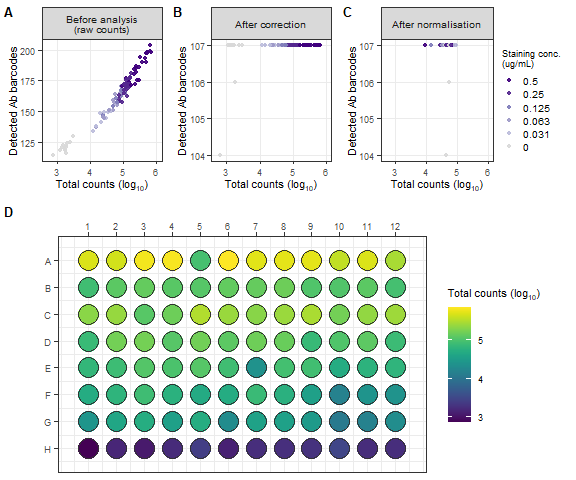 A
Before analysis
(raw counts)
Detected Ab barcodes
200
175
150
125
3
4
5
6
Total counts (log10)
B
After correction
Detected Ab barcodes
107
106
104
3
4
5
6
Total counts (log10)
C
After normalisation
Detected Ab barcodes
107
106
104
3
4
5
6
Total counts (log10)
Staining conc.
(ug/mL)
0.5
0.25
0.125
0.063
0.031
0
D
1 2 3 4 5 6 7 8 9 10 11 12
A
B
C
D
E
F
G
H
Total counts (log10)
5
4
3